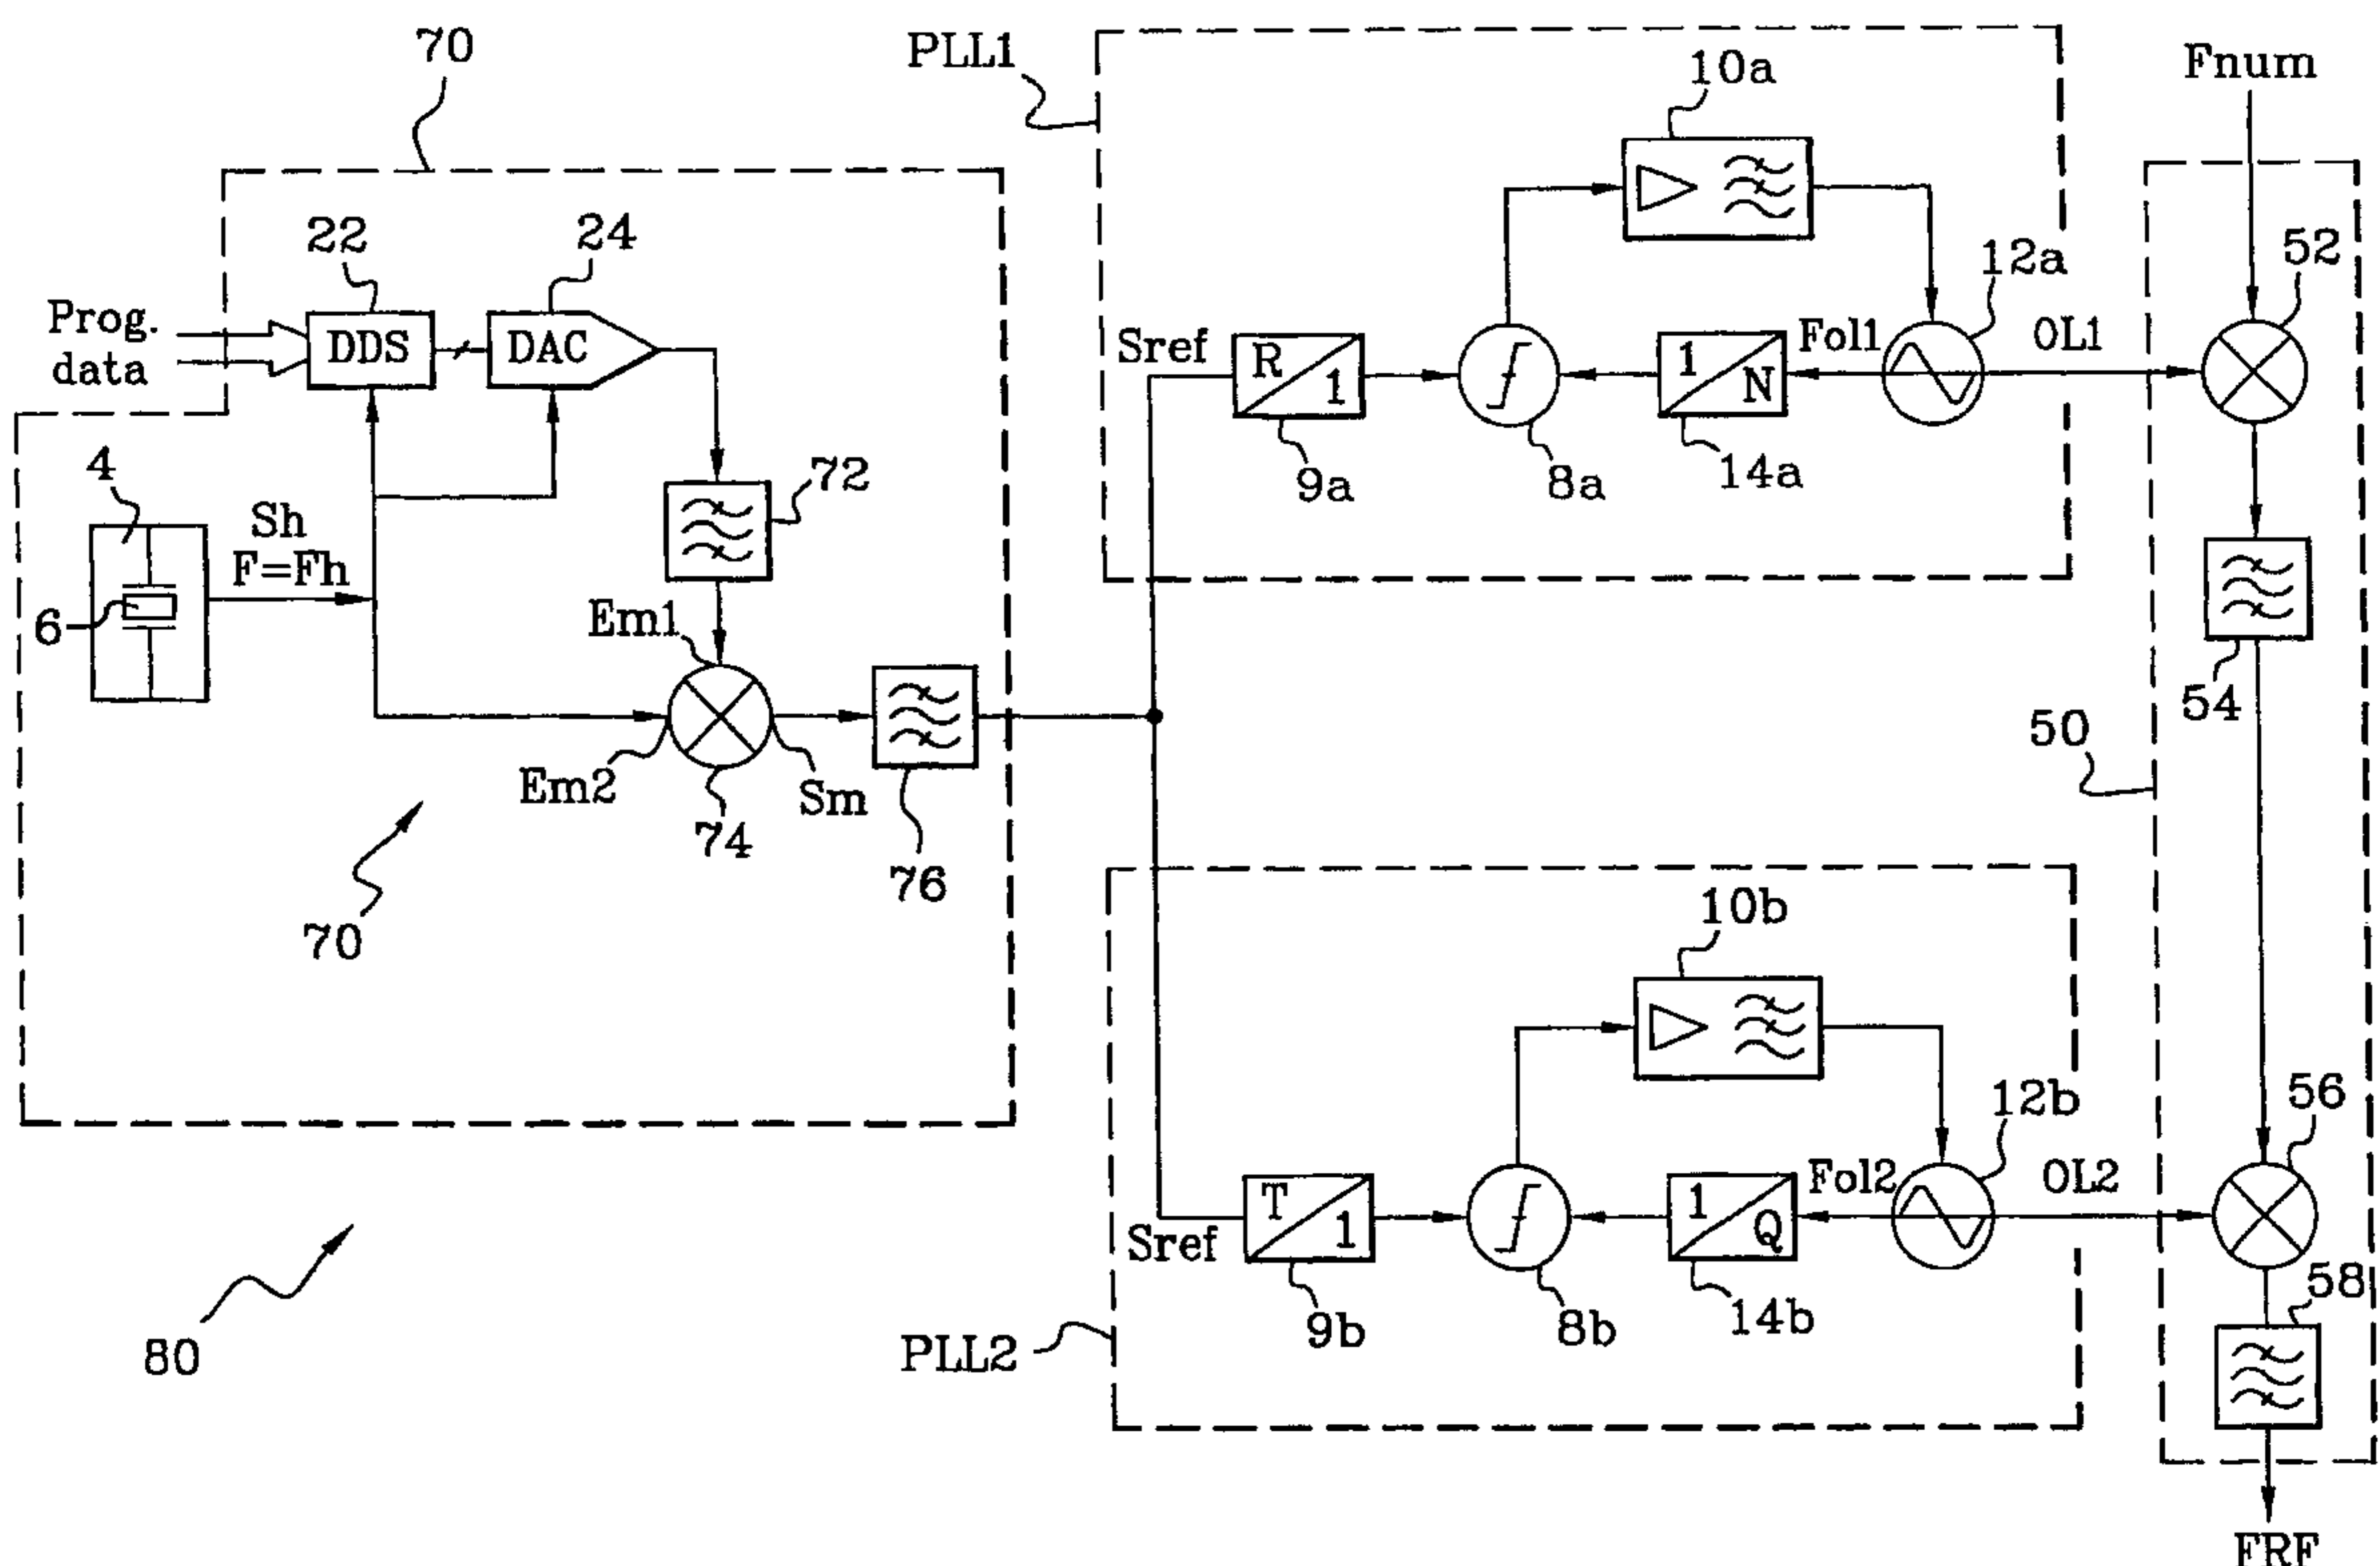 70
PLL1
10a
Fnum
22
24
12a
52
Prog.
data
DDS
DAC
Sref
R
1
1
N
Fol1
OL1
4
72
9a
8a
14a
Sh
F=Fh
6
Em1
54
50
Em2
Sm
74
76
70
10b
12b
56
T
1
1
Q
Fol2
OL2
Sref
58
9b
8b
14b
PLL2
80
FRF